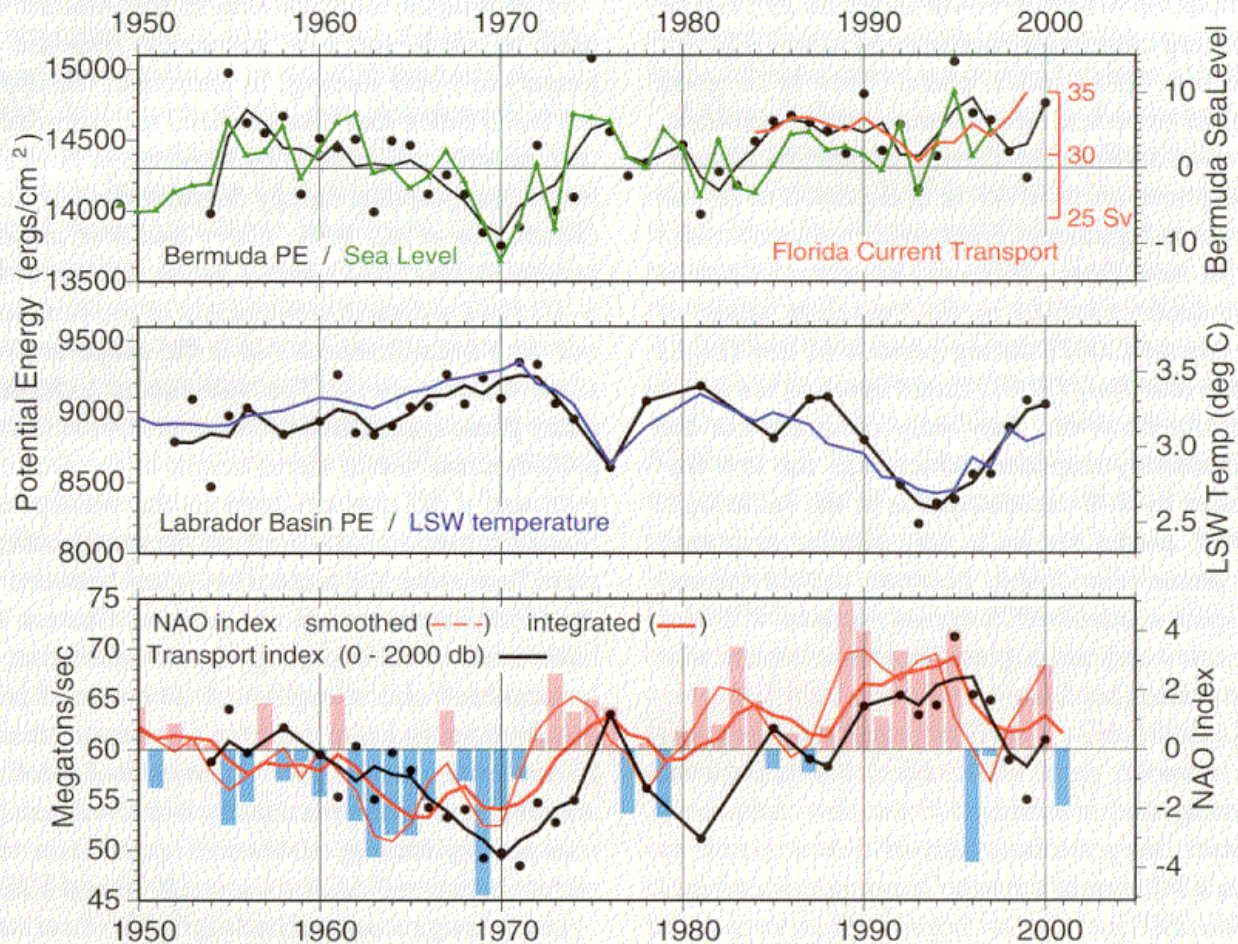 1950 1960 1970 1980 1990 2000
Potential Energy (ergs/cm 2)
15000
14500
14000
13500
Bermuda PE / Sea Level
Florida Current Transport
35
30
25 Sv
10
0
-10
Bermuda SeaLevel
9500
9000
8500
8000
Labrador Basin PE / LSW temperature
3.5
3.0
2.5
LSW Temp (deg C)
Megatons/sec
75
70
65
60
55
50
45
NAO index smoothed (---) integrated (—)
Transport index (0 - 2000 db) —
4
2
0
-2
-4
NAO Index
1950 1960 1970 1980 1990 2000